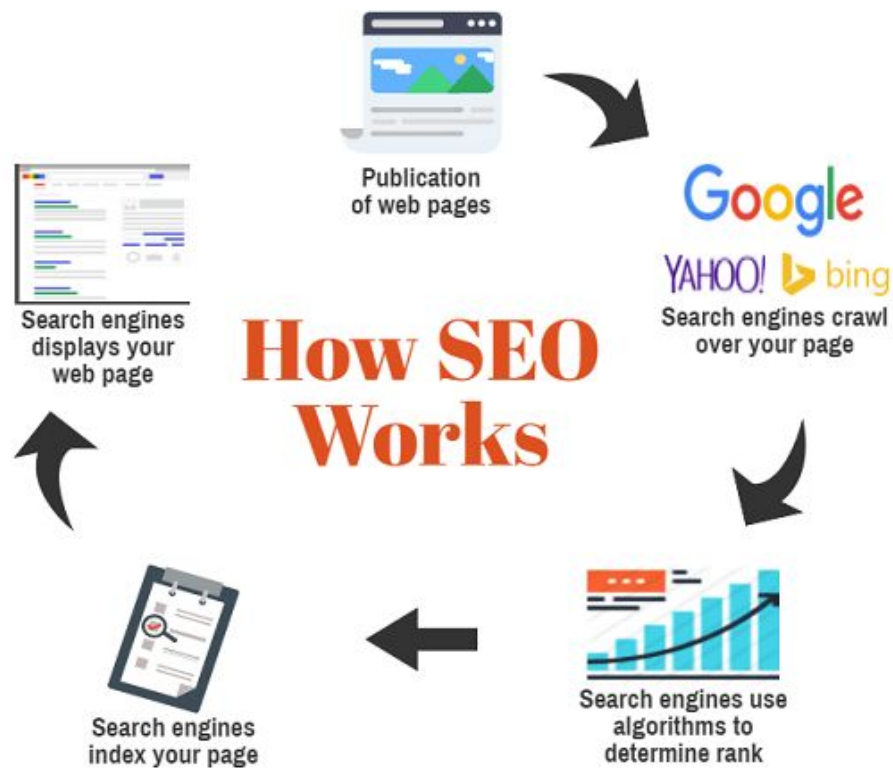 Publication
of web pages
Google
YAHOO! bing
Search engines crawl
over your page
How SEO
Works
Search engines use
algorithms to
determine rank
Search engines
index your page
Search engines
displays your
web page